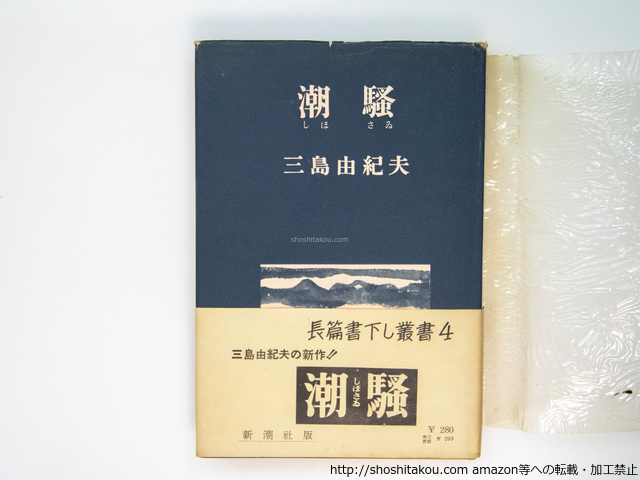 潮騒
しほさゐ
三島由紀夫
shoshitakou.com
長篇書下し叢書4
三島由紀夫の新作!!
潮騒
しほさゐ
新潮社版
¥ 280
¥ 293
http://shoshitakou.com amazon等への転載・加工禁止